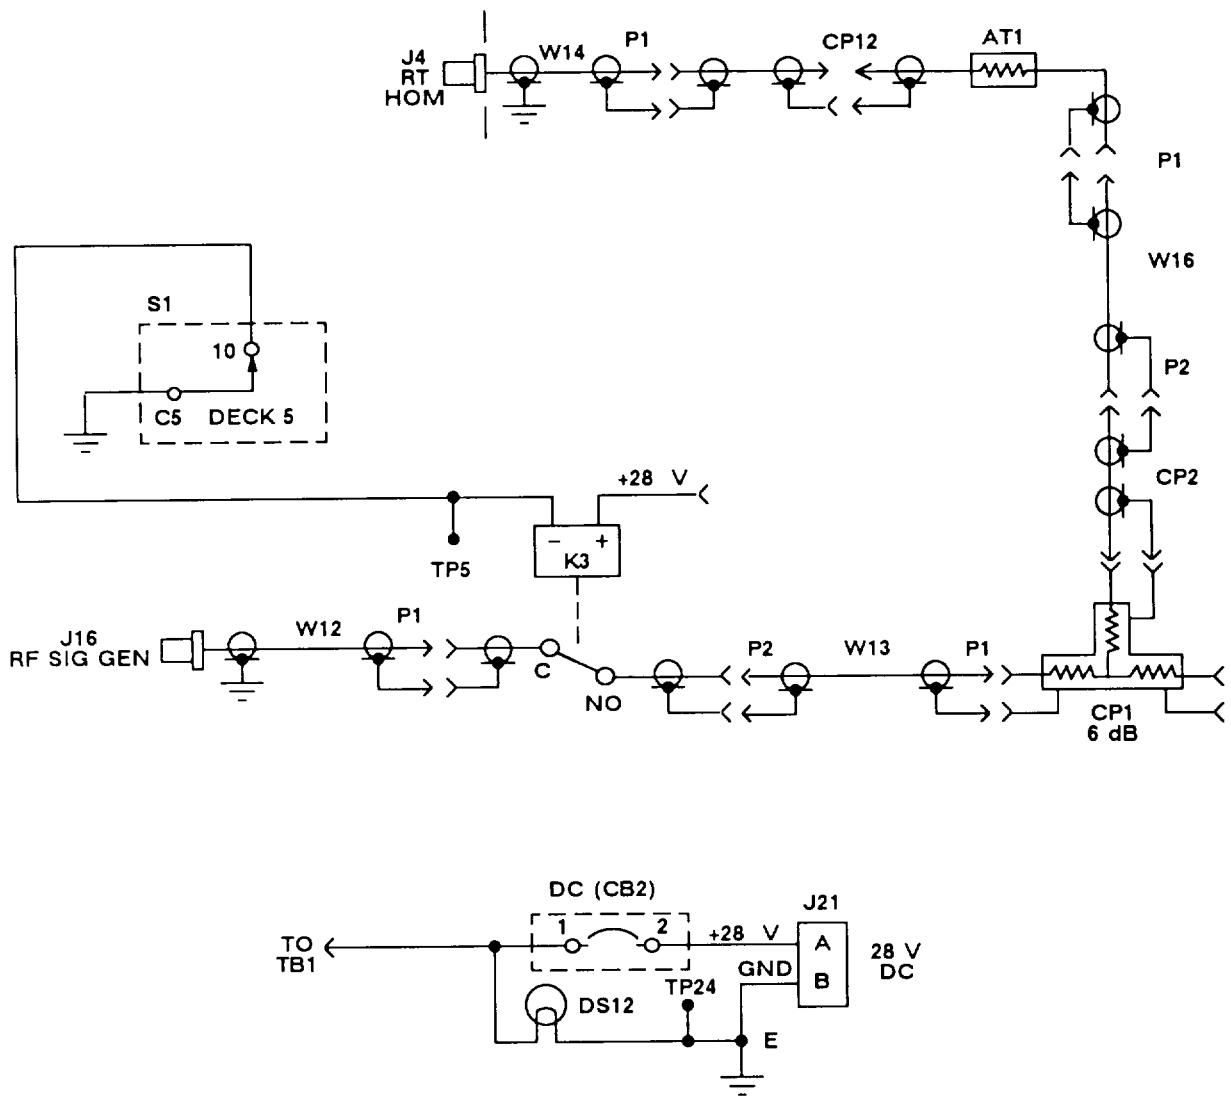 J4
RT
HOM
W14
P1
CP12
AT1
P1
W16
P2
CP2
S1
10
C5
DECK 5
+28 V
TP5
- +
K3
J16
RF SIG GEN
W12
P1
C
NO
P2
W13
P1
CP1
6 dB
DC (CB2)
1
2
TO
TB1
+28 V
J21
A
B
28 V
DC
GND
TP24
DS12
E